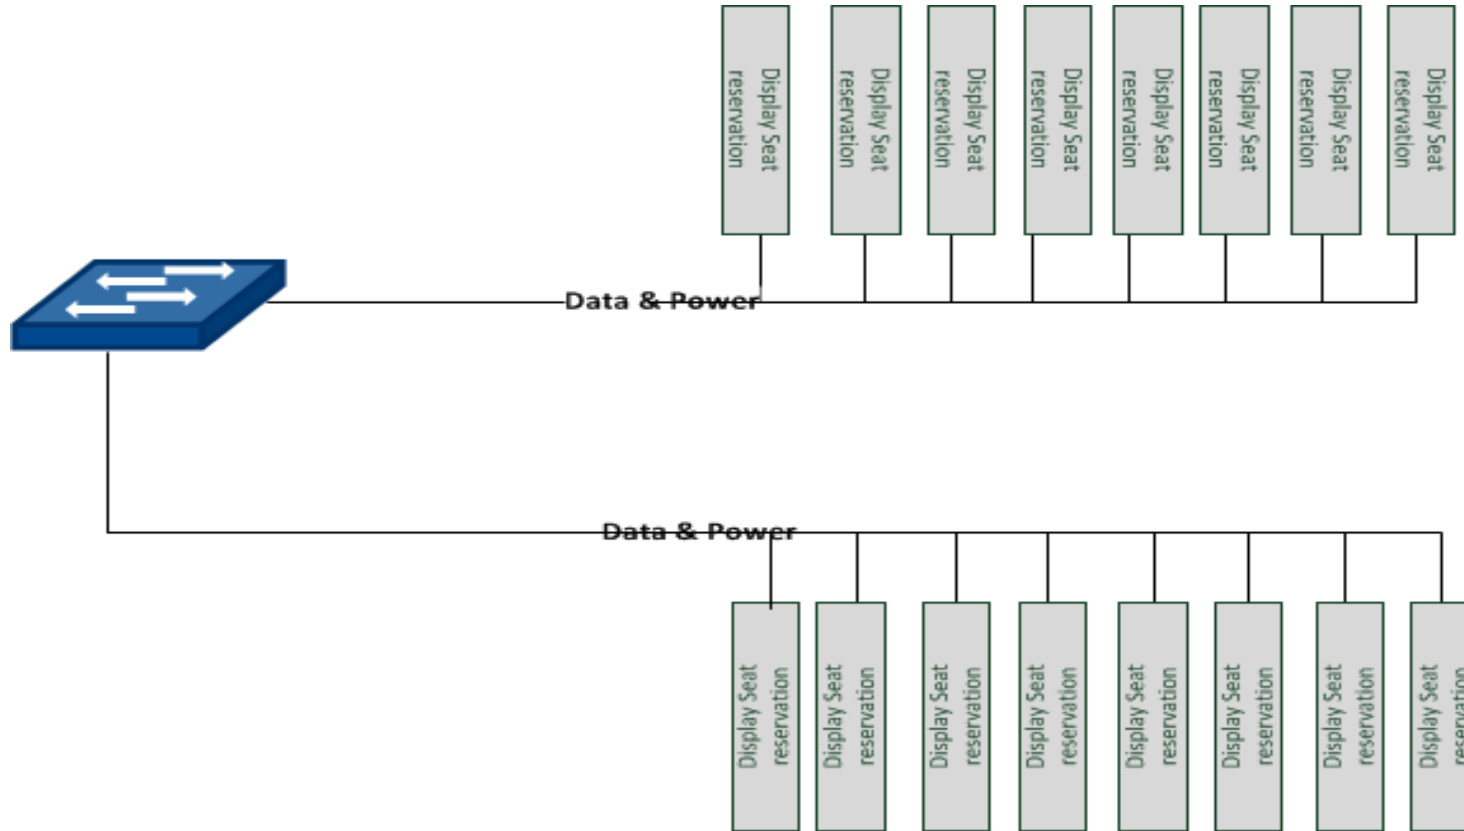 Display Seat
reservation
Display Seat
reservation
Display Seat
reservation
Display Seat
reservation
Display Seat
reservation
Display Seat
reservation
Display Seat
reservation
Display Seat
reservation
Data & Power
Data & Power
Display Seat
reservation
Display Seat
reservation
Display Seat
reservation
Display Seat
reservation
Display Seat
reservation
Display Seat
reservation
Display Seat
reservation
Display Seat
reservation